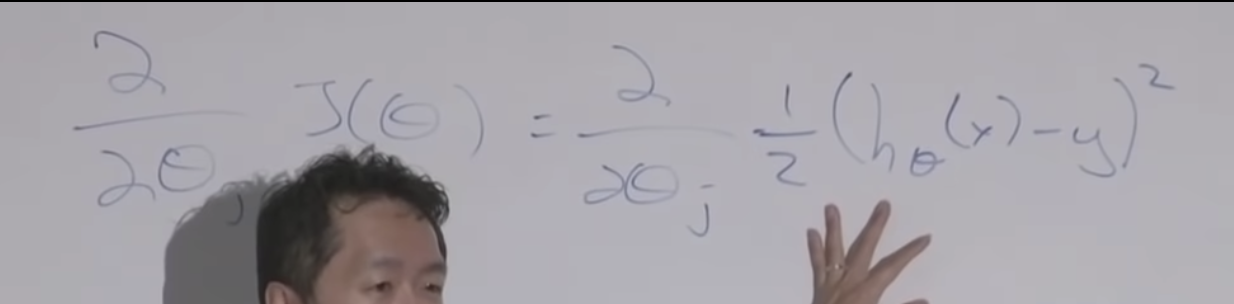 ∂/∂θ_j J(θ) = ∂/∂θ_j 1/2 (h_θ(x) - y)^2